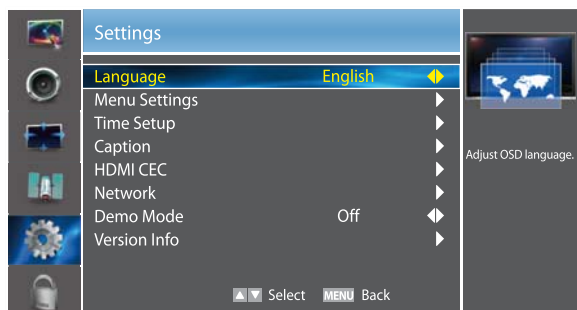 Settings
Language English
Menu Settings
Time Setup
Caption
HDMI CEC
Network
Demo Mode Off
Version Info
Select MENU Back
Adjust OSD language.